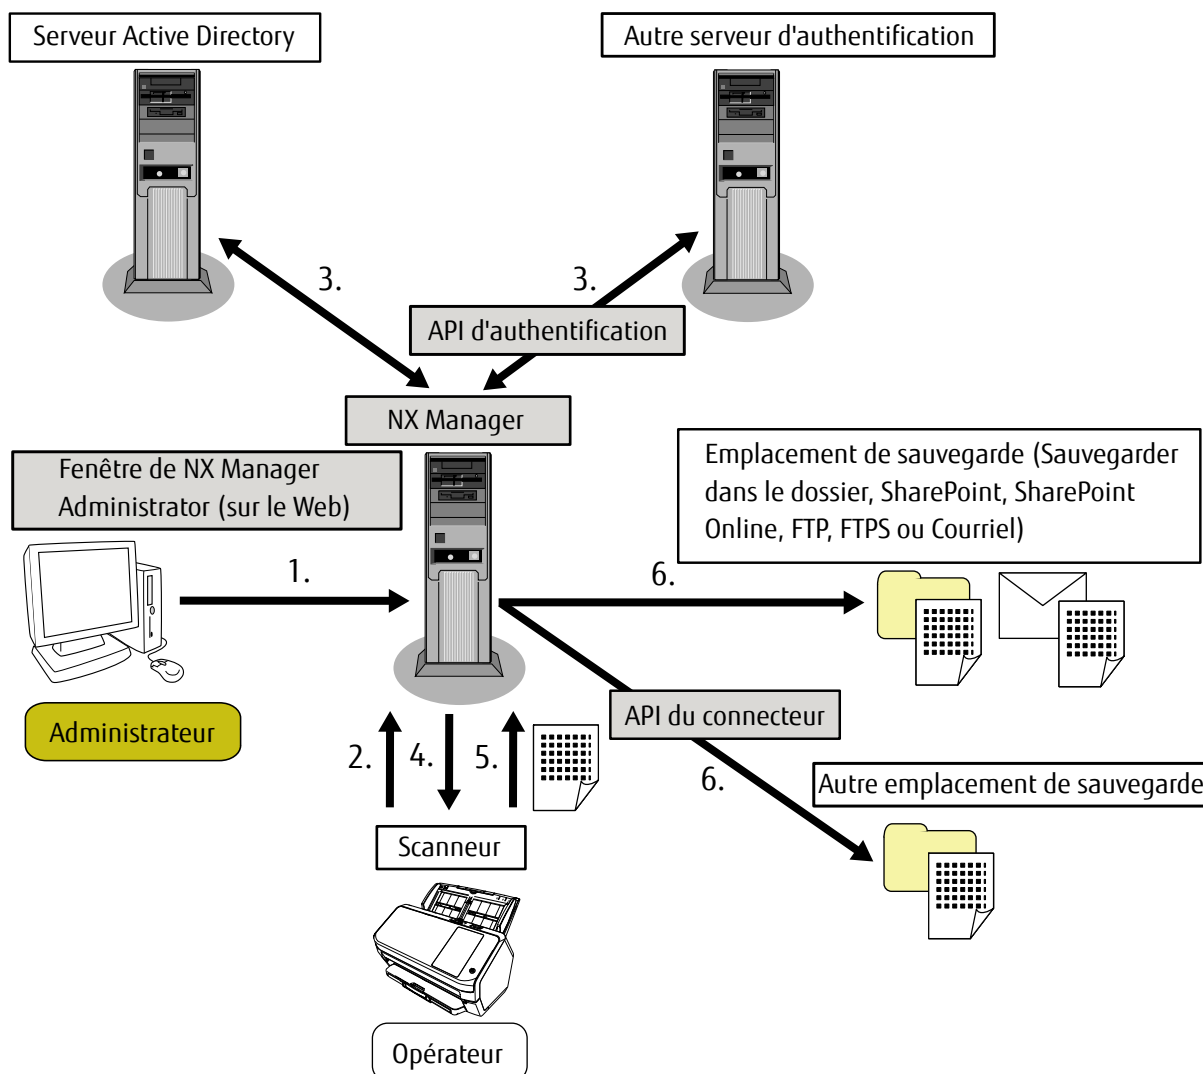 Serveur Active Directory
Autre serveur d'authentification
3.
3.
API d'authentification
NX Manager
Fenêtre de NX Manager
Administrator (sur le Web)
Emplacement de sauvegarde (Sauvegarder
dans le dossier, SharePoint, SharePoint
Online, FTP, FTPS ou Courriel)
1.
6.
Administrateur
API du connecteur
2.
4.
5.
6.
Autre emplacement de sauvegarde
Scanneur
Opérateur